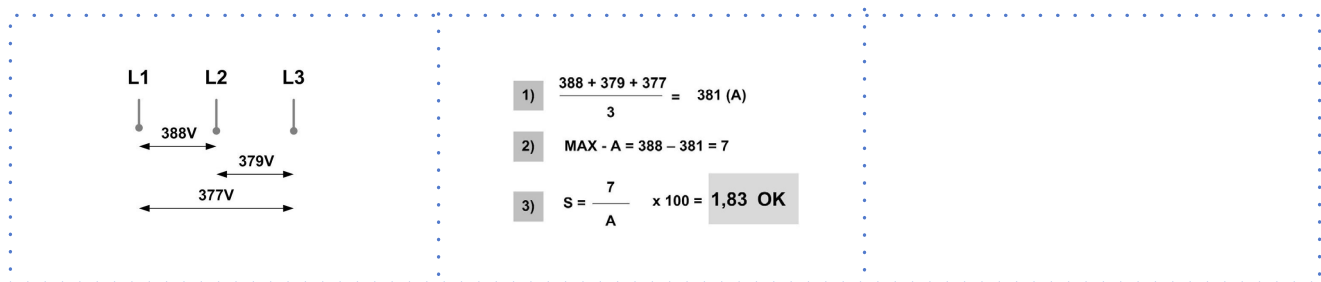 L1 L2 L3
388V
379V
377V
1) 388 + 379 + 377
3
= 381 (A)
2) MAX - A = 388 – 381 = 7
3) S = 7
A
x 100 = 1,83 OK